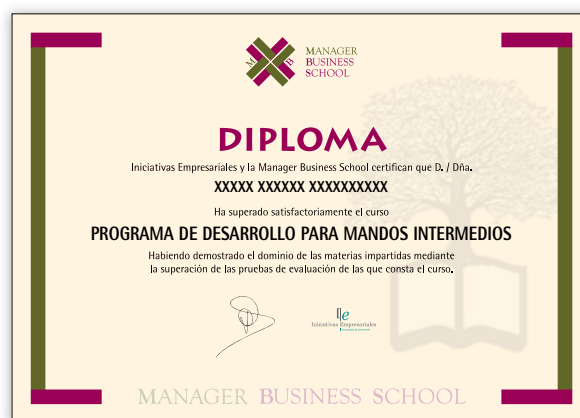 MANAGER
BUSINESS
SCHOOL
M B
DIPLOMA
Iniciativas Empresariales y la Manager Business School certifican que D. / Dña.
XXXXX XXXXXX XXXXXXXXXX
Ha superado satisfactoriamente el curso
PROGRAMA DE DESARROLLO PARA MANDOS INTERMEDIOS
Habiendo demostrado el dominio de las materias impartidas mediante
la superación de las pruebas de evaluación de las que consta el curso.
Ie
Iniciativas Empresariales
MANAGER BUSINESS SCHOOL